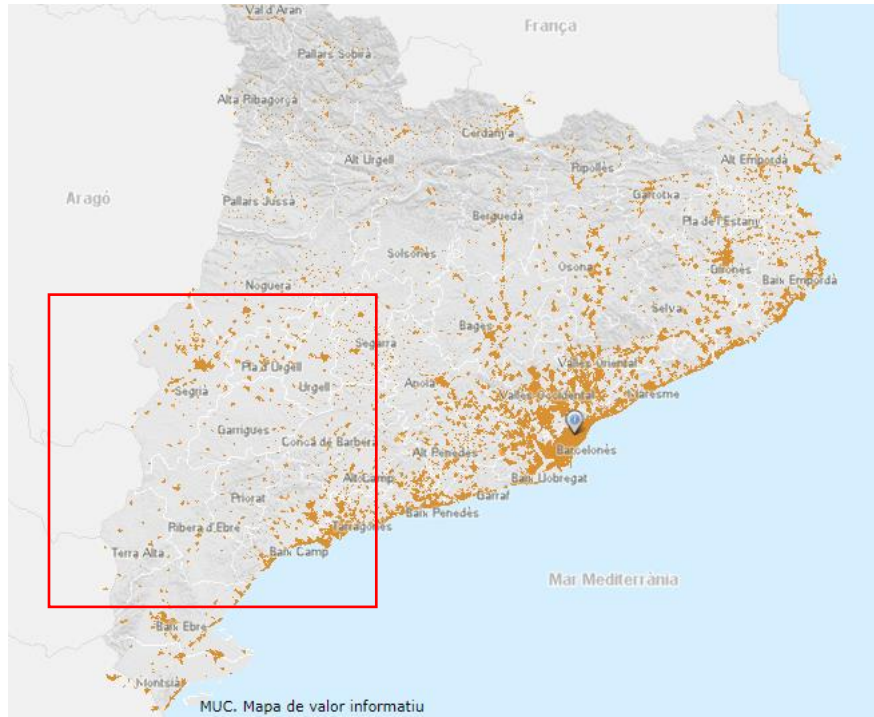 Val d'Aran
França
Pallars Sobirà
Alta Ribagorça
Cerdanya
Alt Urgell
Ripollès
Alt Empordà
Aragó
Pallars Jussà
Garrotxa
Berguedà
Pla de l'Estany
Solsonès
Osona
Gironès
Noguera
Baix Empordà
Selva
Bages
Segarra
Vallès Oriental
Pla d'Urgell
Anoia
Urgell
Segrià
Vallès Occidental
Maresme
Garrigues
Conca de Barberà
Alt Penedès
Barcelonès
Alt Camp
Baix Llobregat
Priorat
Garraf
Baix Penedès
Ribera d'Ebre
Tarragonès
Terra Alta
Baix Camp
Mar Mediterrània
Baix Ebre
Montsià
MUC. Mapa de valor informatiu